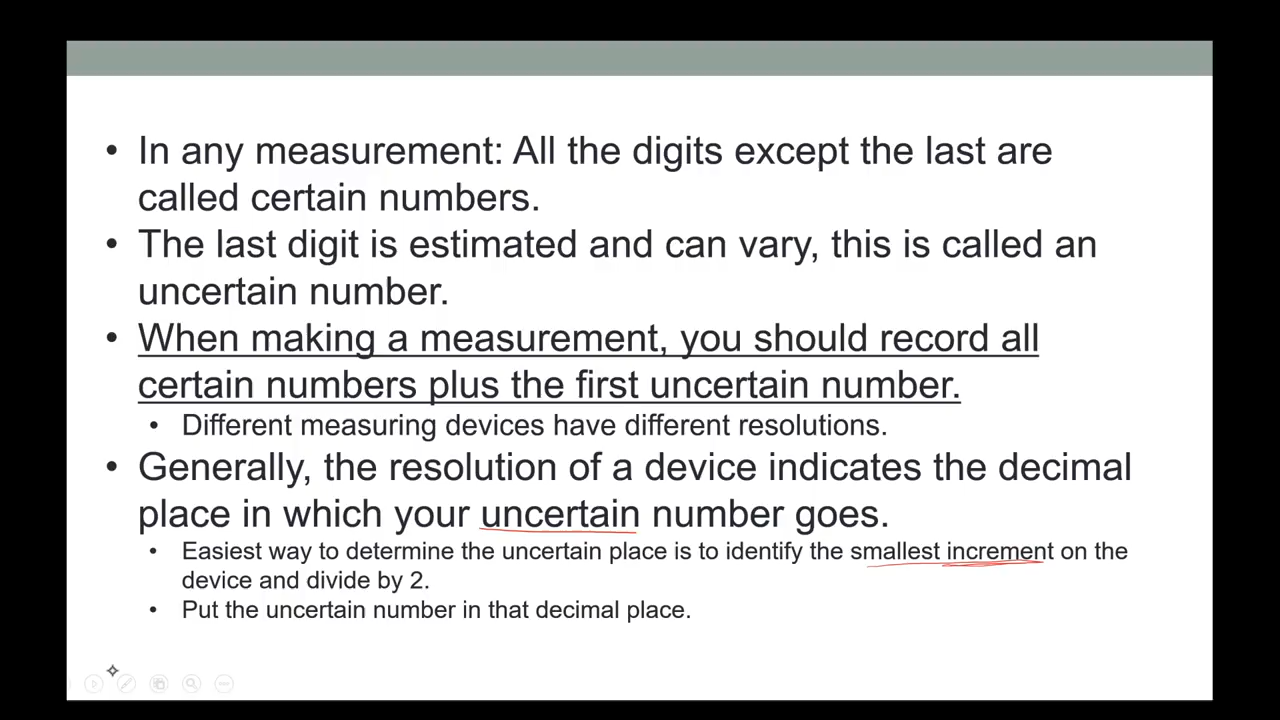 • In any measurement: All the digits except the last are
called certain numbers.
• The last digit is estimated and can vary, this is called an
uncertain number.
• When making a measurement, you should record all
certain numbers plus the first uncertain number.
• Different measuring devices have different resolutions.
• Generally, the resolution of a device indicates the decimal
place in which your uncertain number goes.
• Easiest way to determine the uncertain place is to identify the smallest increment on the
device and divide by 2.
• Put the uncertain number in that decimal place.